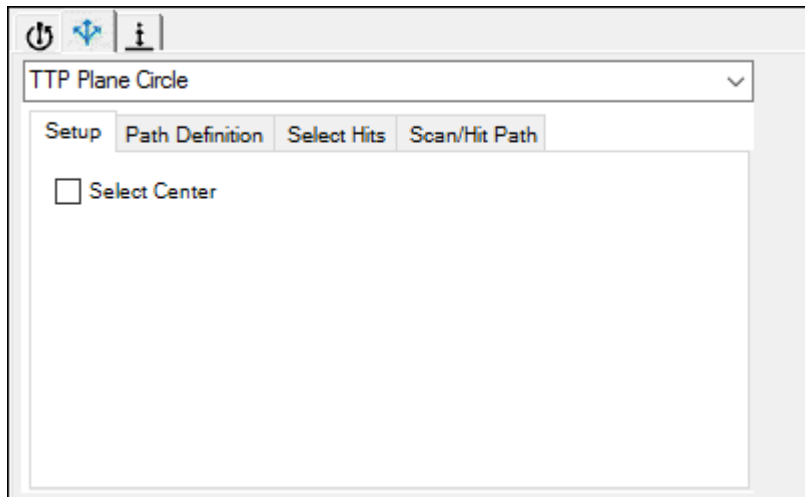 TTP Plane Circle
Setup Path Definition Select Hits Scan/Hit Path
Select Center